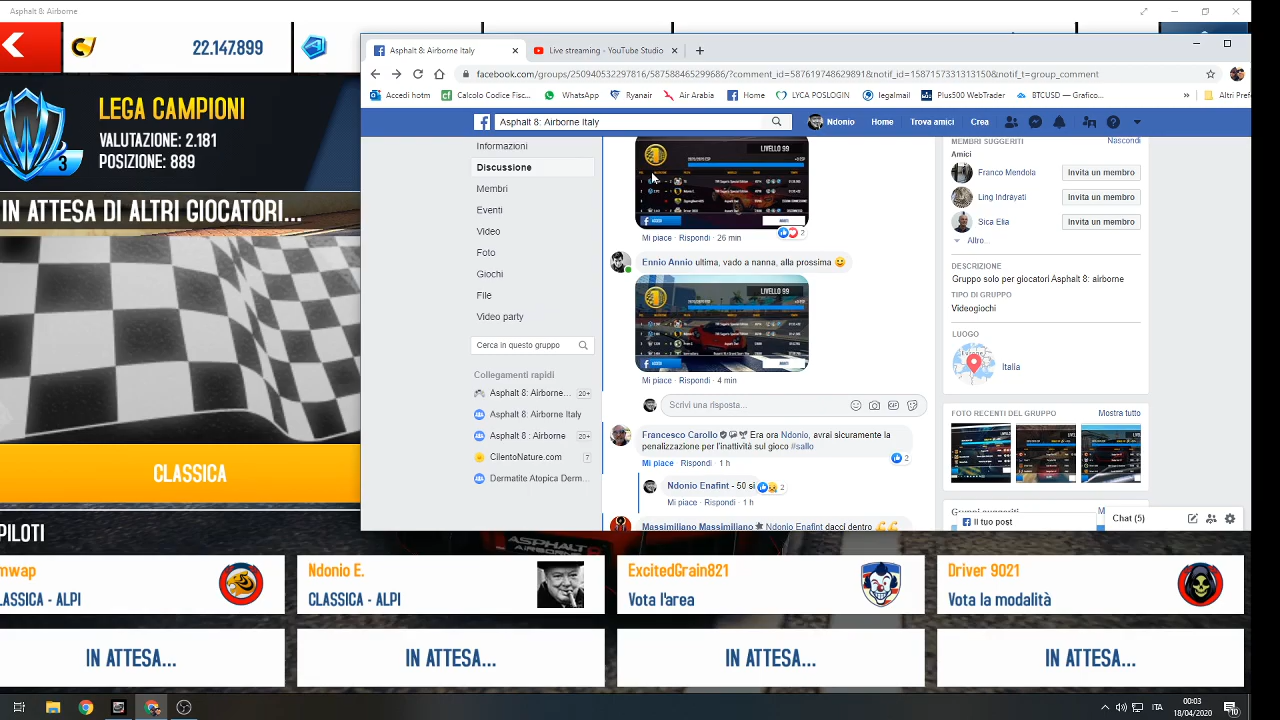 Asphalt 8: Airborne
22.147.899
LEGA CAMPIONI
VALUTAZIONE: 2.181
POSIZIONE: 889
3
IN ATTESA DI ALTRI GIOCATORI...
CLASSICA
PILOTI
mwap
LASSICA - ALPI
Ndonio E.
CLASSICA - ALPI
ExcitedGrain821
Vota l'area
Driver 9021
Vota la modalità
IN ATTESA...
IN ATTESA...
IN ATTESA...
IN ATTESA...
Asphalt 8: Airborne Italy
Live streaming - YouTube Studio
facebook.com/groups/250940532297816/587588465299686/?comment_id=587619748629891&notif_id=1587157331313150&notif_t=group_comment
Accedi hotm
Calcolo Codice Fisc...
WhatsApp
Ryanair
Air Arabia
Home
LYCA POSLOGIN
legalmail
Plus500 WebTrader
BTCUSD — Grafico...
»
Altri Pref
Asphalt 8: Airborne Italy
Ndonio
Home
Trova amici
Crea
Informazioni
Discussione
Membri
Eventi
Video
Foto
Giochi
File
Video party
Cerca in questo gruppo
Collegamenti rapidi
Asphalt 8: Airborne... 20+
Asphalt 8: Airborne Italy
Asphalt 8 : Airborne 20+
ClientoNature.com 7
Dermatite Atopica Derm...
LIVELLO 99
Mi piace · Rispondi · 26 min
2
Ennio Annio ultima, vado a nanna, alla prossima
LIVELLO 99
Mi piace · Rispondi · 4 min
Scrivi una risposta...
Francesco Carollo Era ora Ndonio, avrai sicuramente la
penalizzazione per l'inattività sul gioco #sallo
2
Mi piace · Rispondi · 1 h
Ndonio Enafint - 50 si
2
Mi piace · Rispondi · 1 h
Massimiliano Massimiliano Ndonio Enafint dacci dentro
MEMBRI SUGGERITI
Nascondi
Amici
Franco Mendola
Invita un membro
Ling Indrayati
Invita un membro
Sica Elia
Invita un membro
Altro...
DESCRIZIONE
Gruppo solo per giocatori Asphalt 8: airborne
TIPO DI GRUPPO
Videogiochi
LUOGO
Italia
FOTO RECENTI DEL GRUPPO
Mostra tutto
Gruppi suggeriti
Il tuo post
Chat (5)
ITA
00:03
18/04/2020